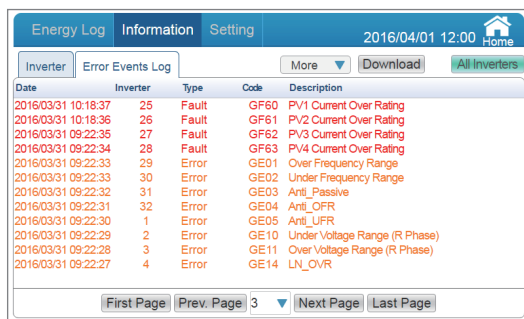 Energy Log Information Setting 2016/04/01 12:00 Home
Inverter Error Events Log More Download All Inverters
Date Inverter Type Code Description
2016/03/31 10:18:37 25 Fault GF60 PV1 Current Over Rating
2016/03/31 10:18:36 26 Fault GF61 PV2 Current Over Rating
2016/03/31 09:22:35 27 Fault GF62 PV3 Current Over Rating
2016/03/31 09:22:34 28 Fault GF63 PV4 Current Over Rating
2016/03/31 09:22:33 29 Error GE01 Over Frequency Range
2016/03/31 09:22:33 30 Error GE02 Under Frequency Range
2016/03/31 09:22:32 31 Error GE03 Anti_Passive
2016/03/31 09:22:31 32 Error GE04 Anti_OFR
2016/03/31 09:22:30 1 Error GE05 Anti_UFR
2016/03/31 09:22:29 2 Error GE10 Under Voltage Range (R Phase)
2016/03/31 09:22:28 3 Error GE11 Over Voltage Range (R Phase)
2016/03/31 09:22:27 4 Error GE14 LN_OVR
First Page Prev. Page 3 Next Page Last Page